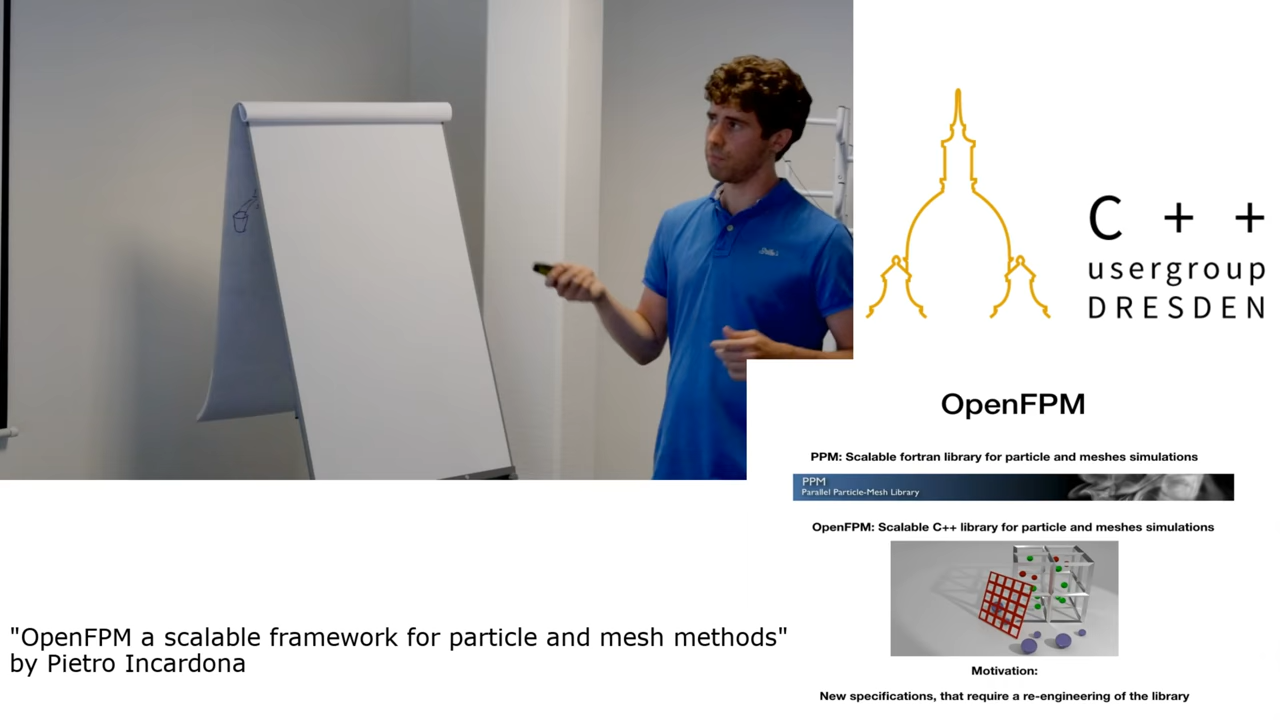 C + +
usergroup
DRESDEN
OpenFPM
PPM: Scalable fortran library for particle and meshes simulations
PPM
Parallel Particle-Mesh Library
OpenFPM: Scalable C++ library for particle and meshes simulations
Motivation:
New specifications, that require a re-engineering of the library
"OpenFPM a scalable framework for particle and mesh methods"
by Pietro Incardona